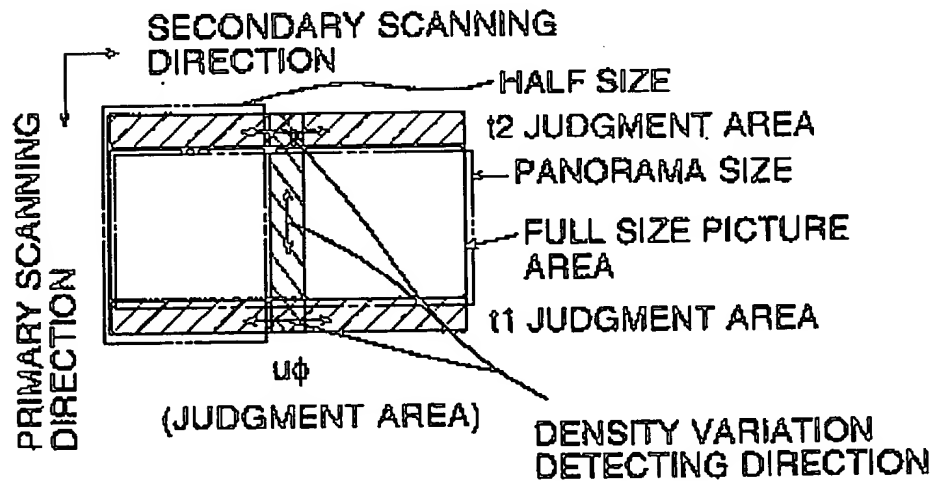 SECONDARY SCANNING
DIRECTION
HALF SIZE
t2 JUDGMENT AREA
PANORAMA SIZE
FULL SIZE PICTURE
AREA
t1 JUDGMENT AREA
PRIMARY SCANNING
DIRECTION
uϕ
(JUDGMENT AREA)
DENSITY VARIATION
DETECTING DIRECTION